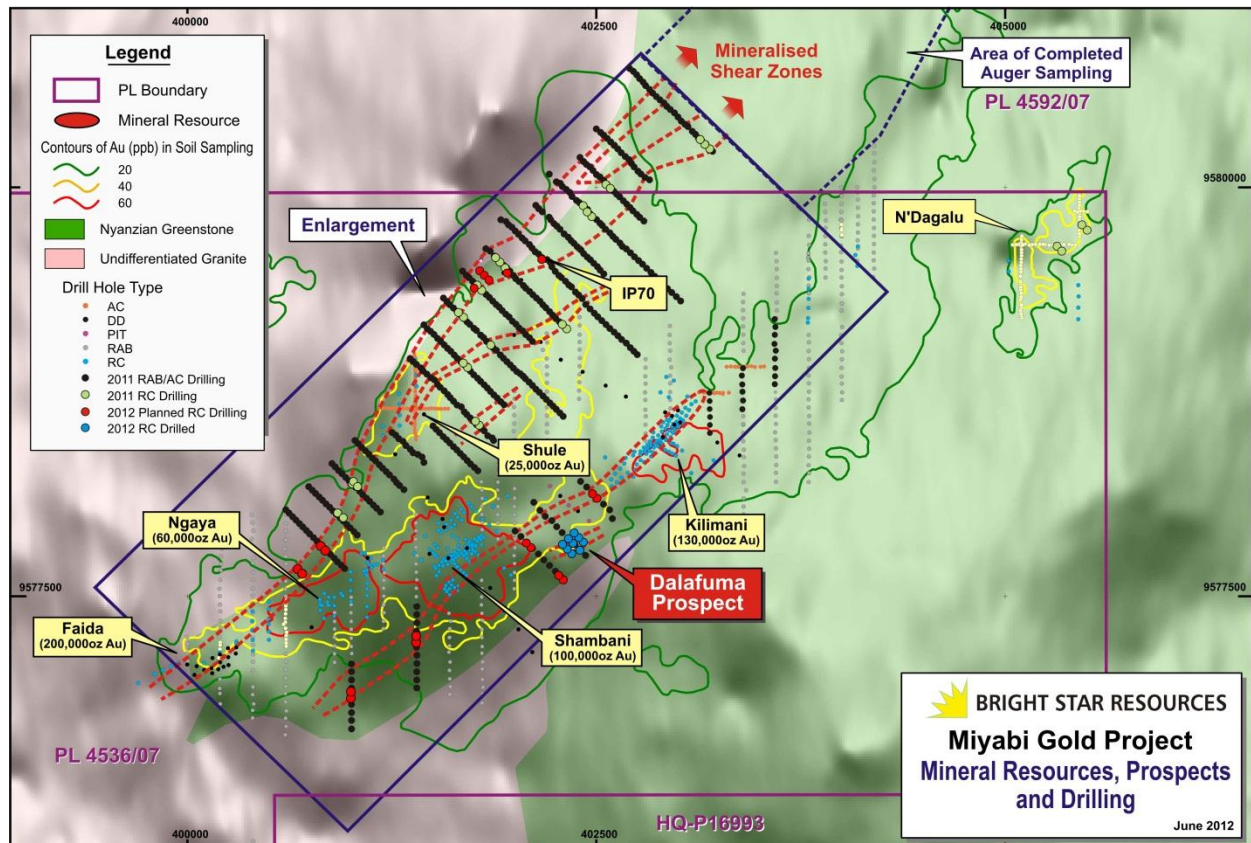 400000
402500
405000
Legend
PL Boundary
Mineral Resource
Contours of Au (ppb) in Soil Sampling
20
40
60
Nyanzian Greenstone
Undifferentiated Granite
Drill Hole Type
AC
DD
PIT
RAB
RC
2011 RAB/AC Drilling
2011 RC Drilling
2012 Planned RC Drilling
2012 RC Drilled
Mineralised
Shear Zones
Area of Completed
Auger Sampling
PL 4592/07
9580000
N'Dagalu
Enlargement
IP70
Shule
(25,000oz Au)
Ngaya
(60,000oz Au)
Kilimani
(130,000oz Au)
9577500
9577500
Dalafuma
Prospect
Faida
(200,000oz Au)
Shambani
(100,000oz Au)
PL 4536/07
HQ-P16993
BRIGHT STAR RESOURCES
Miyabi Gold Project
Mineral Resources, Prospects
and Drilling
June 2012
400000
402500